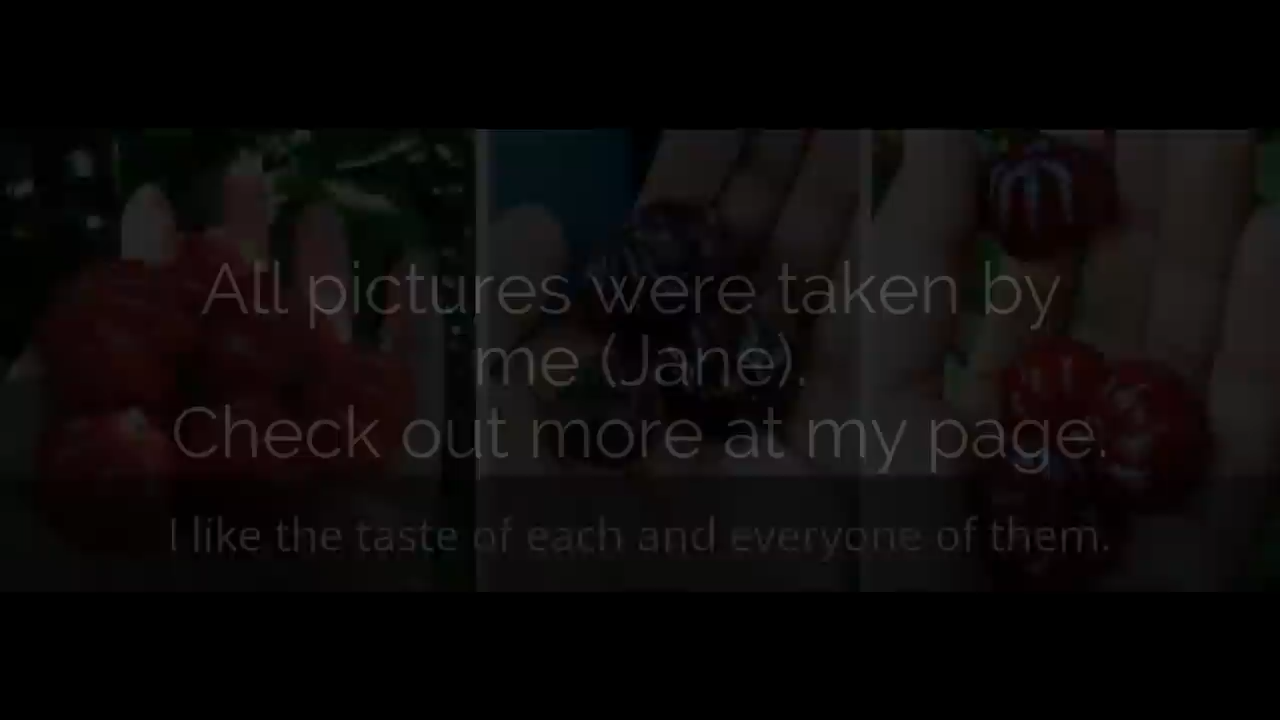 All pictures were taken by
me (Jane).
Check out more at my page.
I like the taste of each and everyone of them.